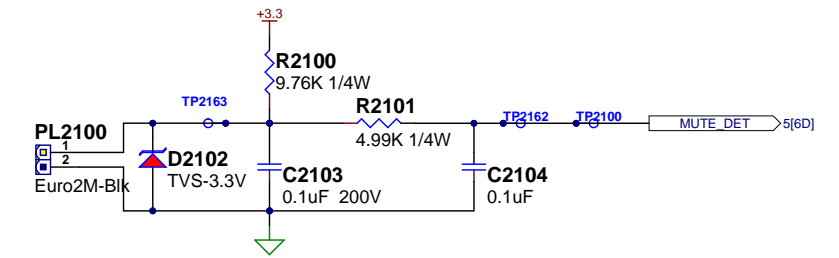 +3.3
R2100
9.76K 1/4W
TP2163
R2101
4.99K 1/4W
TP2162
TP2100
MUTE_DET
5[6D]
PL2100
1
2
Euro2M-Blk
D2102
TVS-3.3V
C2103
0.1uF 200V
C2104
0.1uF